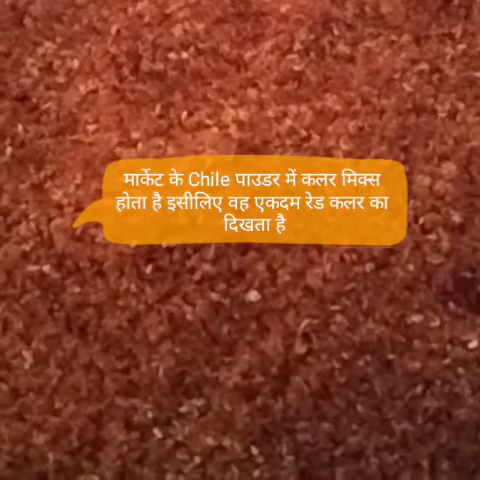 मार्केट के Chile पाउडर में कलर मिक्स
होता है इसीलिए वह एकदम रेड कलर का
दिखता है